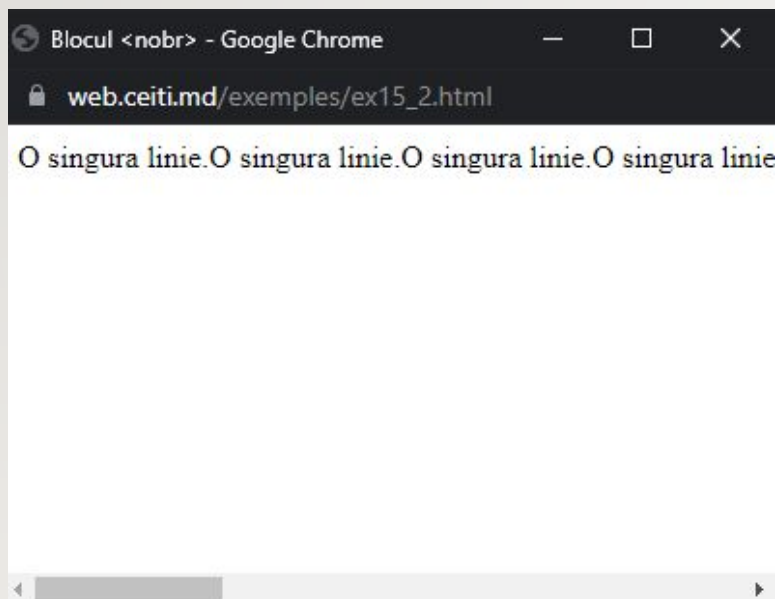 Blocul <nobr> - Google Chrome
web.ceiti.md/exemples/ex15_2.html
O singura linie.O singura linie.O singura linie.O singura linie